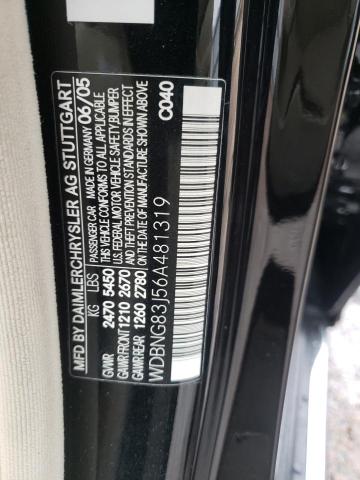 MFD BY DAIMLERCHRYSLER AG STUTTGART
PASSENGER CAR MADE IN GERMANY 06/05
KG LBS THIS VEHICLE CONFORMS TO ALL APPLICABLE
GVWR 2470 5450 U.S. FEDERAL MOTOR VEHICLE SAFETY, BUMPER
GAWR FRONT 1210 2670 AND THEFT PREVENTION STANDARDS IN EFFECT
GAWR REAR 1260 2780 ON THE DATE OF MANUFACTURE SHOWN ABOVE
WDBNG83J56A481319 C040